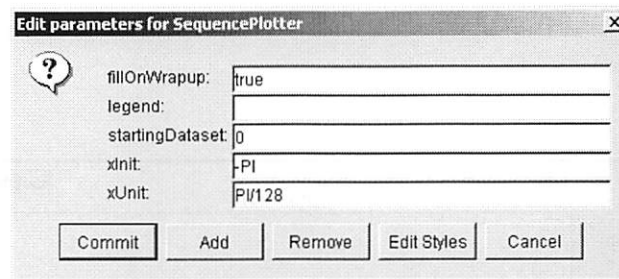 Edit parameters for SequencePlotter
fillOnWrapup: true
legend:
startingDataset: 0
xInit: -PI
xUnit: PI/128
Commit Add Remove Edit Styles Cancel